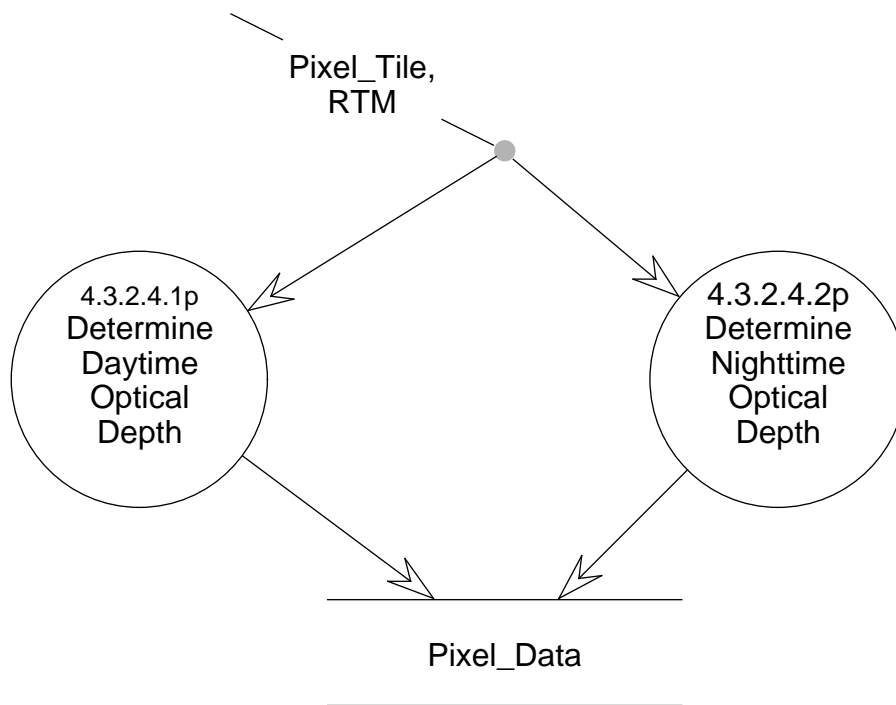 Pixel_Tile,
RTM
4.3.2.4.1p
Determine
Daytime
Optical
Depth
4.3.2.4.2p
Determine
Nighttime
Optical
Depth
Pixel_Data